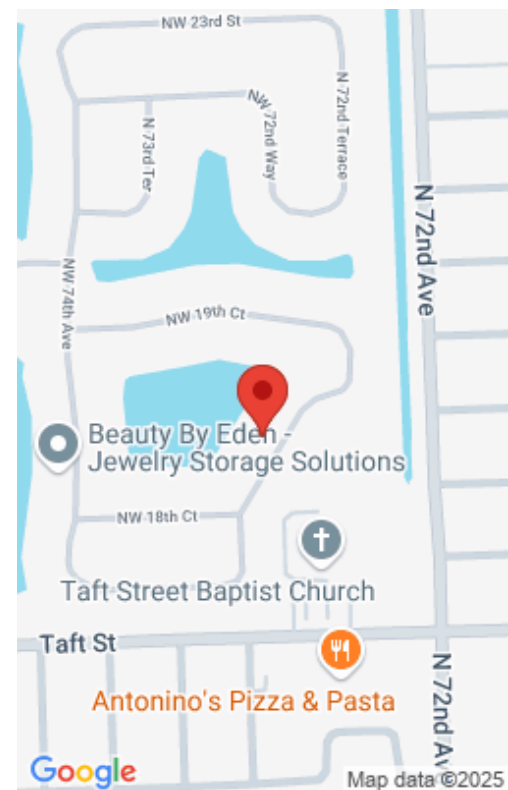 NW 23rd St
N 72nd Terrace
NW 72nd Way
N 73rd Ter
N 72nd Ave
NW 74th Ave
NW 19th Ct
Beauty By Eden -
Jewelry Storage Solutions
NW 18th Ct
Taft Street Baptist Church
Taft St
Antonino's Pizza & Pasta
N 72nd Av
Google
Map data ©2025